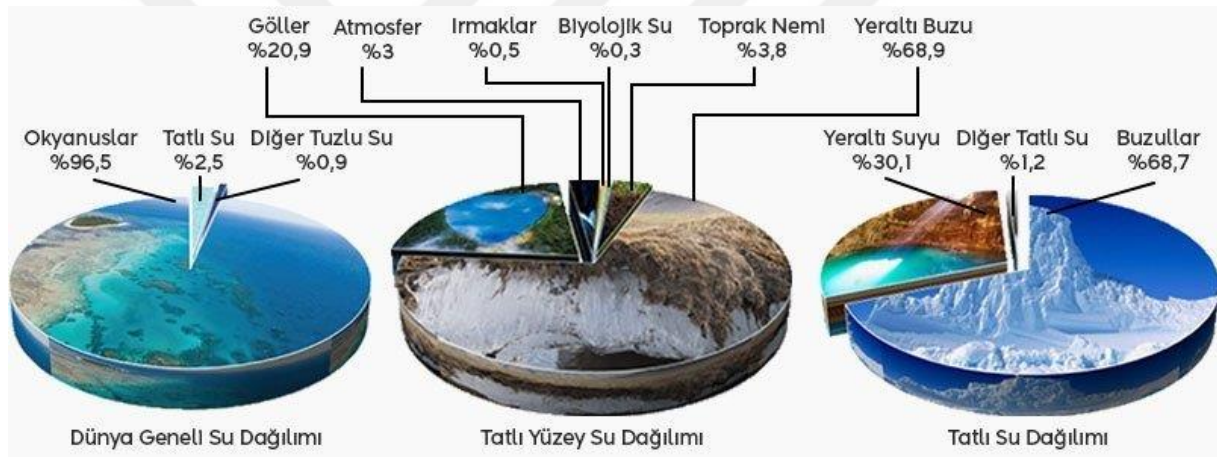 Göller
%20,9
Atmosfer
%3
Irmaklar
%0,5
Biyolojik Su
%0,3
Toprak Nemi
%3,8
Yeraltı Buzu
%68,9
Okyanuslar
%96,5
Tatlı Su
%2,5
Diğer Tuzlu Su
%0,9
Yeraltı Suyu
%30,1
Diğer Tatlı Su
%1,2
Buzullar
%68,7
Dünya Geneli Su Dağılımı
Tatlı Yüzey Su Dağılımı
Tatlı Su Dağılımı